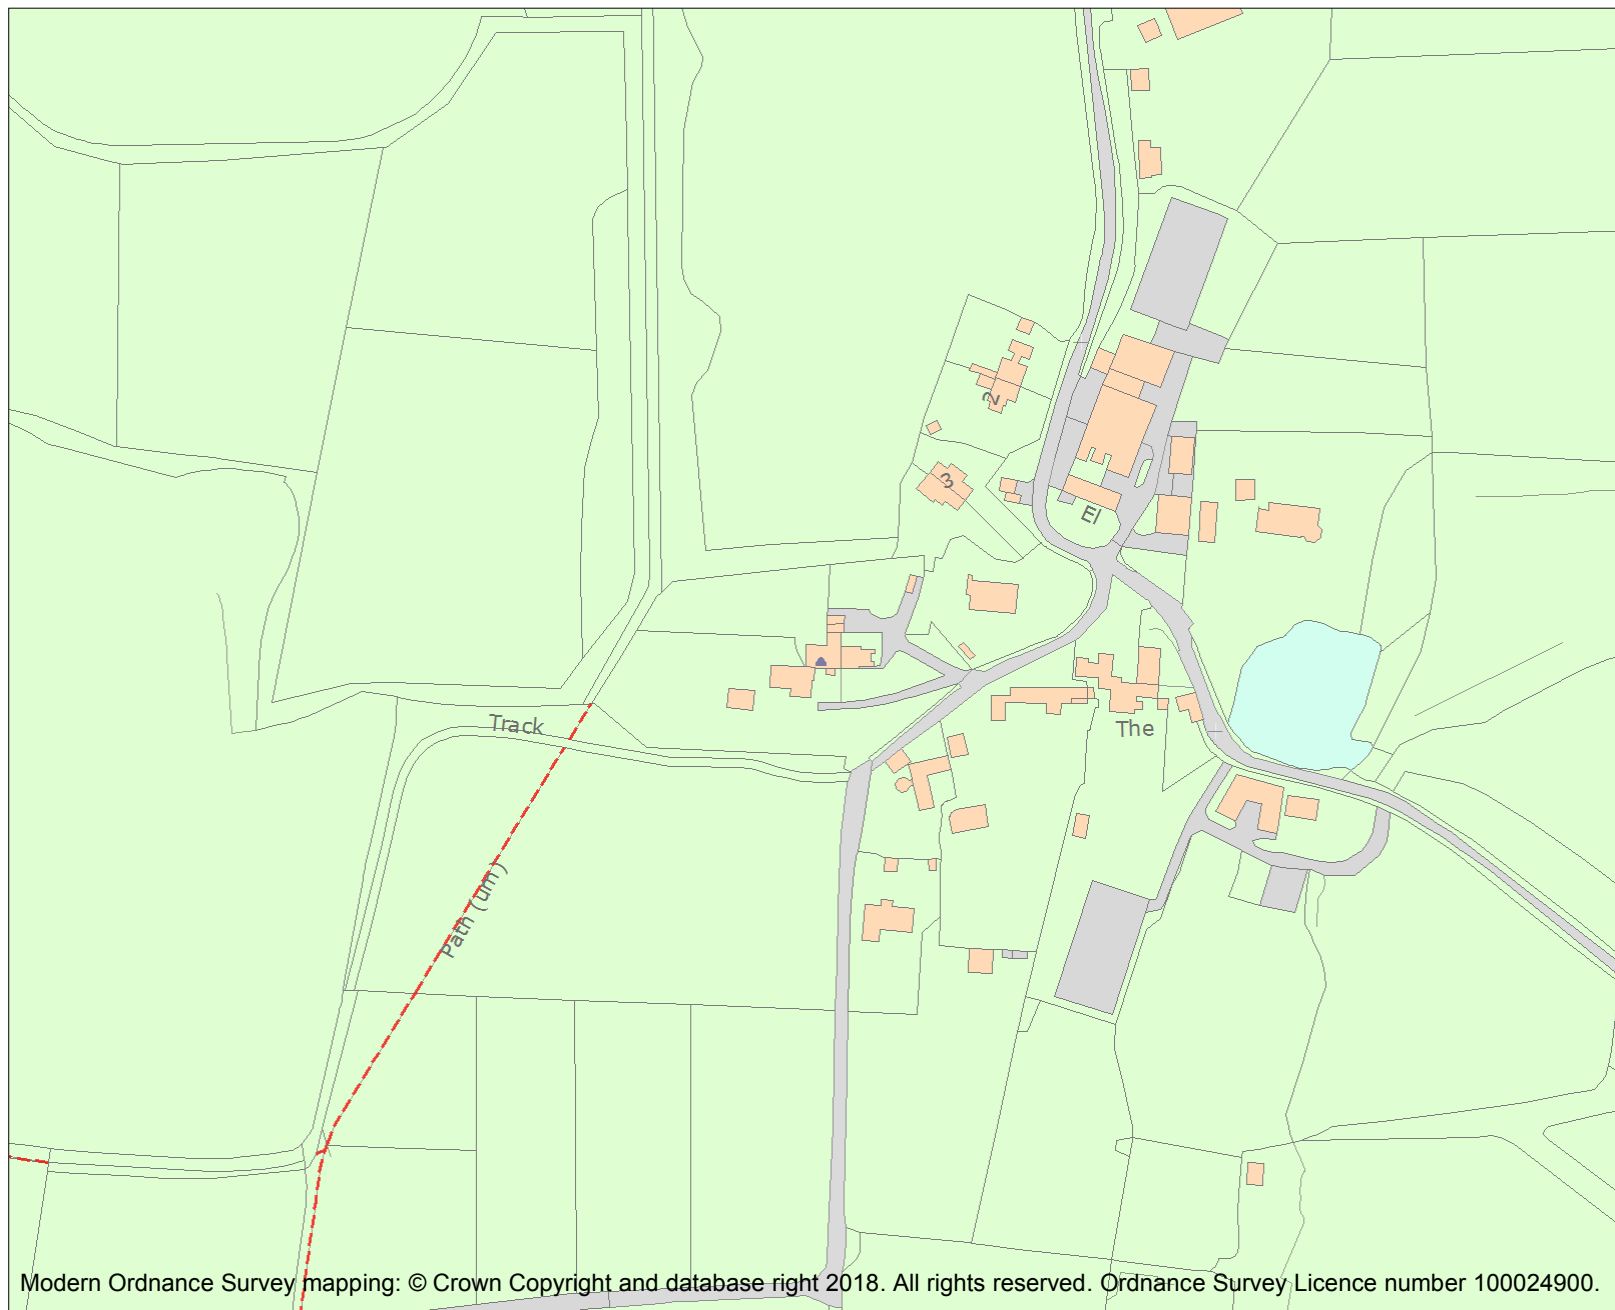 2
3
El
Track
The
Path (um)
Modern Ordnance Survey mapping: © Crown Copyright and database right 2018. All rights reserved. Ordnance Survey Licence number 100024900.